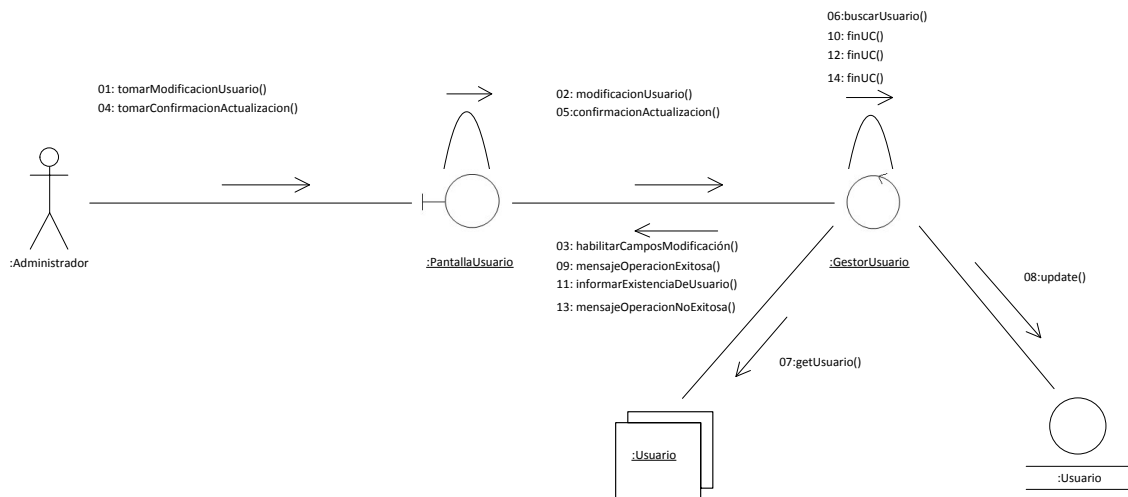 06:buscarUsuario()
10: finUC()
12: finUC()
14: finUC()
01: tomarModificacionUsuario()
04: tomarConfirmacionActualizacion()
02: modificacionUsuario()
05:confirmacionActualizacion()
:Administrador
:PantallaUsuario
03: habilitarCamposModificación()
09: mensajeOperacionExitosa()
11: informarExistenciaDeUsuario()
13: mensajeOperacionNoExitosa()
:GestorUsuario
08:update()
07:getUsuario()
:Usuario
:Usuario